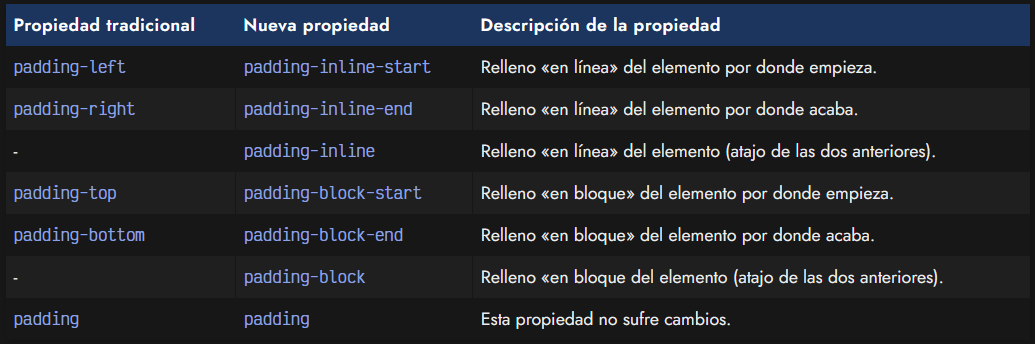 Propiedad tradicional Nueva propiedad Descripción de la propiedad
padding-left padding-inline-start Relleno «en línea» del elemento por donde empieza.
padding-right padding-inline-end Relleno «en línea» del elemento por donde acaba.
- padding-inline Relleno «en línea» del elemento (atajo de las dos anteriores).
padding-top padding-block-start Relleno «en bloque» del elemento por donde empieza.
padding-bottom padding-block-end Relleno «en bloque» del elemento por donde acaba.
- padding-block Relleno «en bloque del elemento (atajo de las dos anteriores).
padding padding Esta propiedad no sufre cambios.